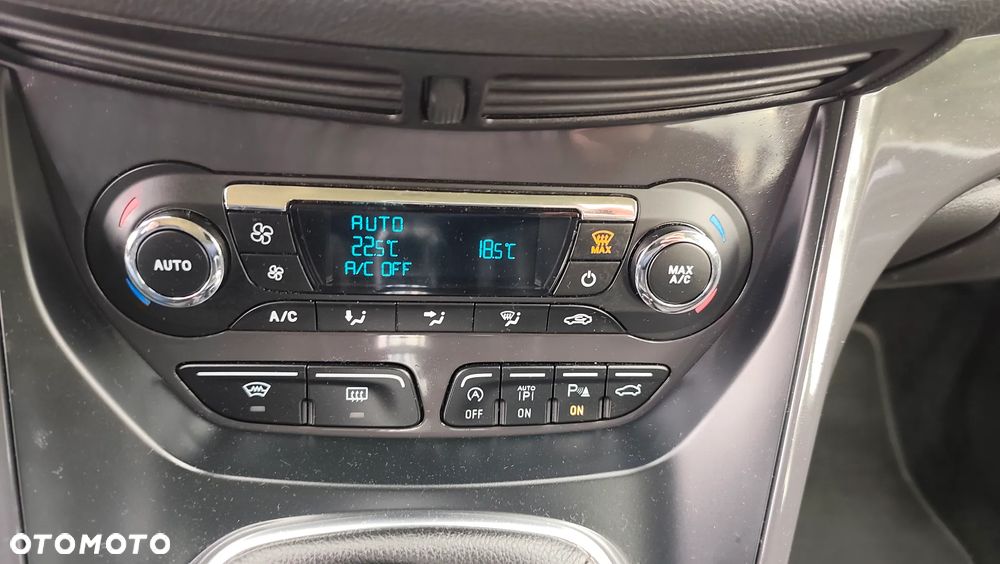 AUTO
22.5°C 18.5°C
A/C OFF
AUTO
MAX
MAX A/C
A/C
OFF
AUTO
P
ON
P
ON
OTOMOTO